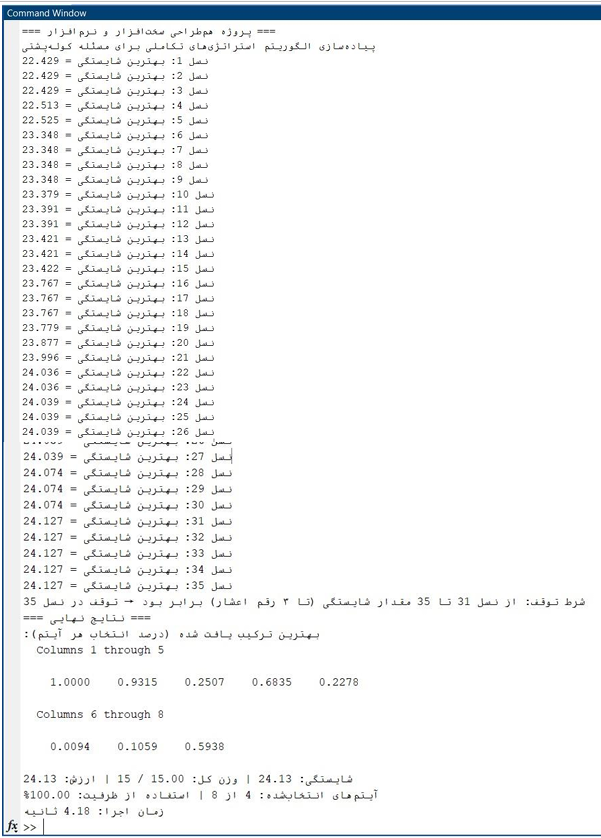 Command Window
=== پروژه هم‌طراحی سخت‌افزار و نرم‌افزار ===
پیاده‌سازی الگوریتم استراتژی‌های تکاملی برای مسئله کوله‌پشتی
نسل 1: بهترین شایستگی = 22.429
نسل 2: بهترین شایستگی = 22.429
نسل 3: بهترین شایستگی = 22.429
نسل 4: بهترین شایستگی = 22.513
نسل 5: بهترین شایستگی = 22.525
نسل 6: بهترین شایستگی = 23.348
نسل 7: بهترین شایستگی = 23.348
نسل 8: بهترین شایستگی = 23.348
نسل 9: بهترین شایستگی = 23.348
نسل 10: بهترین شایستگی = 23.379
نسل 11: بهترین شایستگی = 23.391
نسل 12: بهترین شایستگی = 23.391
نسل 13: بهترین شایستگی = 23.421
نسل 14: بهترین شایستگی = 23.421
نسل 15: بهترین شایستگی = 23.422
نسل 16: بهترین شایستگی = 23.767
نسل 17: بهترین شایستگی = 23.767
نسل 18: بهترین شایستگی = 23.767
نسل 19: بهترین شایستگی = 23.779
نسل 20: بهترین شایستگی = 23.877
نسل 21: بهترین شایستگی = 23.996
نسل 22: بهترین شایستگی = 24.036
نسل 23: بهترین شایستگی = 24.036
نسل 24: بهترین شایستگی = 24.039
نسل 25: بهترین شایستگی = 24.039
نسل 26: بهترین شایستگی = 24.039
نسل 27: بهترین شایستگی = 24.039
نسل 28: بهترین شایستگی = 24.074
نسل 29: بهترین شایستگی = 24.074
نسل 30: بهترین شایستگی = 24.074
نسل 31: بهترین شایستگی = 24.127
نسل 32: بهترین شایستگی = 24.127
نسل 33: بهترین شایستگی = 24.127
نسل 34: بهترین شایستگی = 24.127
نسل 35: بهترین شایستگی = 24.127
شرط توقف: از نسل 31 تا 35 مقدار شایستگی (تا ۳ رقم اعشار) برابر بود → توقف در نسل 35
=== نتایج نهایی ===
بهترین ترکیب یافت شده (درصد انتخاب هر آیتم):
Columns 1 through 5
1.0000 0.9315 0.2507 0.6835 0.2278
Columns 6 through 8
0.0094 0.1059 0.5938
شایستگی: 24.13 | وزن کل: 15.00 / 15 | ارزش: 24.13
آیتم‌های انتخاب‌شده: 4 از 8 | استفاده از ظرفیت: 100.00%
زمان اجرا: 4.18 ثانیه
fx >>